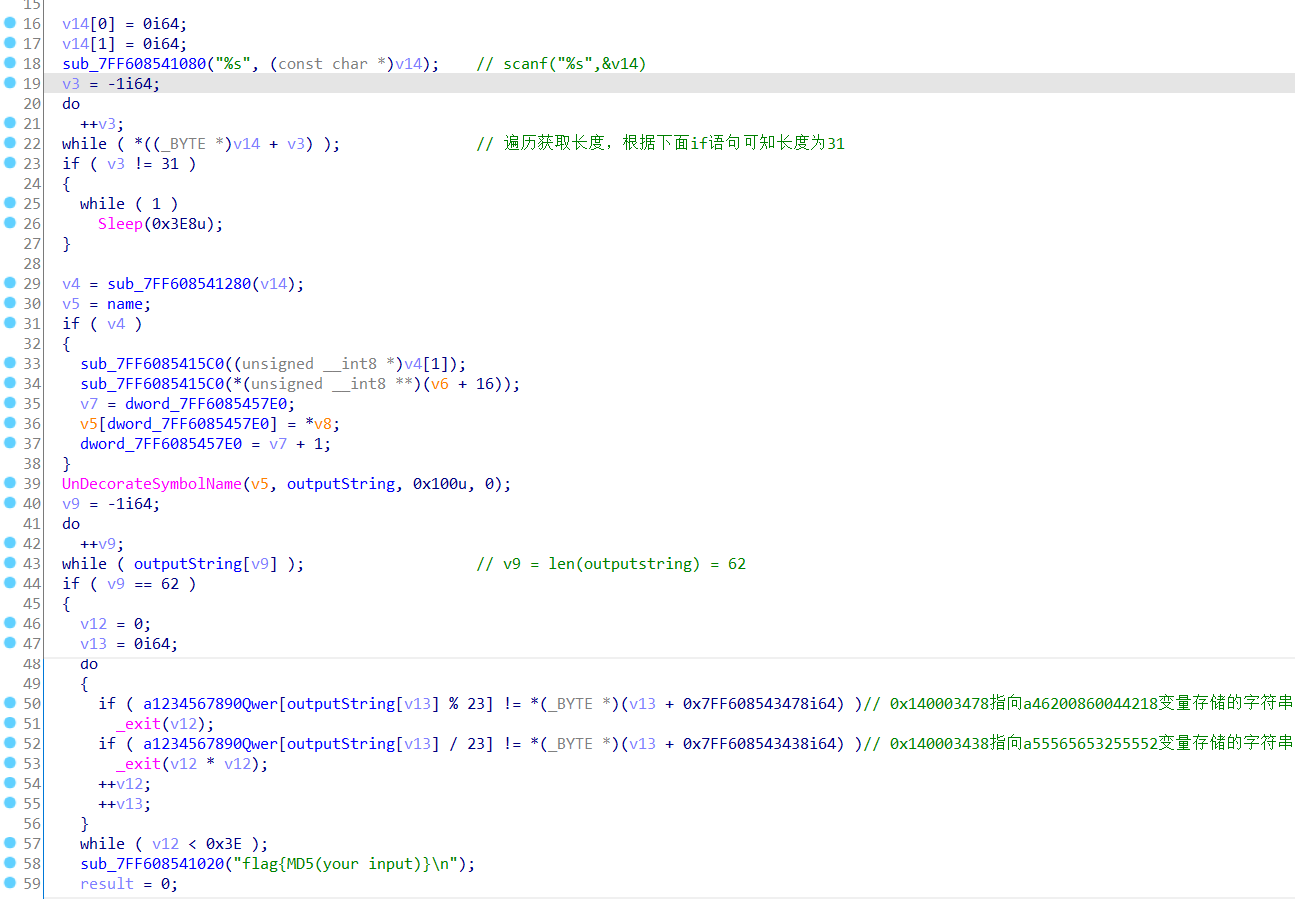 15
16 v14[0] = 0i64;
17 v14[1] = 0i64;
18 sub_7FF608541080("%s", (const char *)v14); // scanf("%s",&v14)
19 v3 = -1i64;
20 do
21 ++v3;
22 while ( *((_BYTE *)v14 + v3) ); // 遍历获取长度，根据下面if语句可知长度为31
23 if ( v3 != 31 )
24 {
25 while ( 1 )
26 Sleep(0x3E8u);
27 }
28
29 v4 = sub_7FF608541280(v14);
30 v5 = name;
31 if ( v4 )
32 {
33 sub_7FF6085415C0((unsigned __int8 *)v4[1]);
34 sub_7FF6085415C0(*(unsigned __int8 **)(v6 + 16));
35 v7 = dword_7FF6085457E0;
36 v5[dword_7FF6085457E0] = *v8;
37 dword_7FF6085457E0 = v7 + 1;
38 }
39 UnDecorateSymbolName(v5, outputString, 0x100u, 0);
40 v9 = -1i64;
41 do
42 ++v9;
43 while ( outputString[v9] ); // v9 = len(outputstring) = 62
44 if ( v9 == 62 )
45 {
46 v12 = 0;
47 v13 = 0i64;
48 do
49 {
50 if ( a1234567890Qwer[outputString[v13] % 23] != *(_BYTE *)(v13 + 0x7FF608543478i64) )// 0x140003478指向a46200860044218变量存储的字符串
51 _exit(v12);
52 if ( a1234567890Qwer[outputString[v13] / 23] != *(_BYTE *)(v13 + 0x7FF608543438i64) )// 0x140003438指向a55565653255552变量存储的字符串
53 _exit(v12 * v12);
54 ++v12;
55 ++v13;
56 }
57 while ( v12 < 0x3E );
58 sub_7FF608541020("flag{MD5(your input)}\n");
59 result = 0;